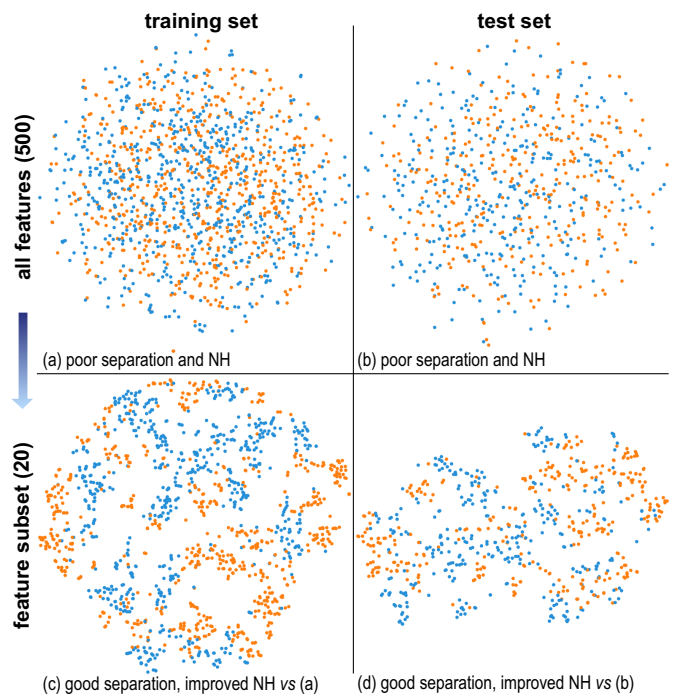 training set
test set
all features (500)
(a) poor separation and NH
(b) poor separation and NH
feature subset (20)
(c) good separation, improved NH vs (a)
(d) good separation, improved NH vs (b)